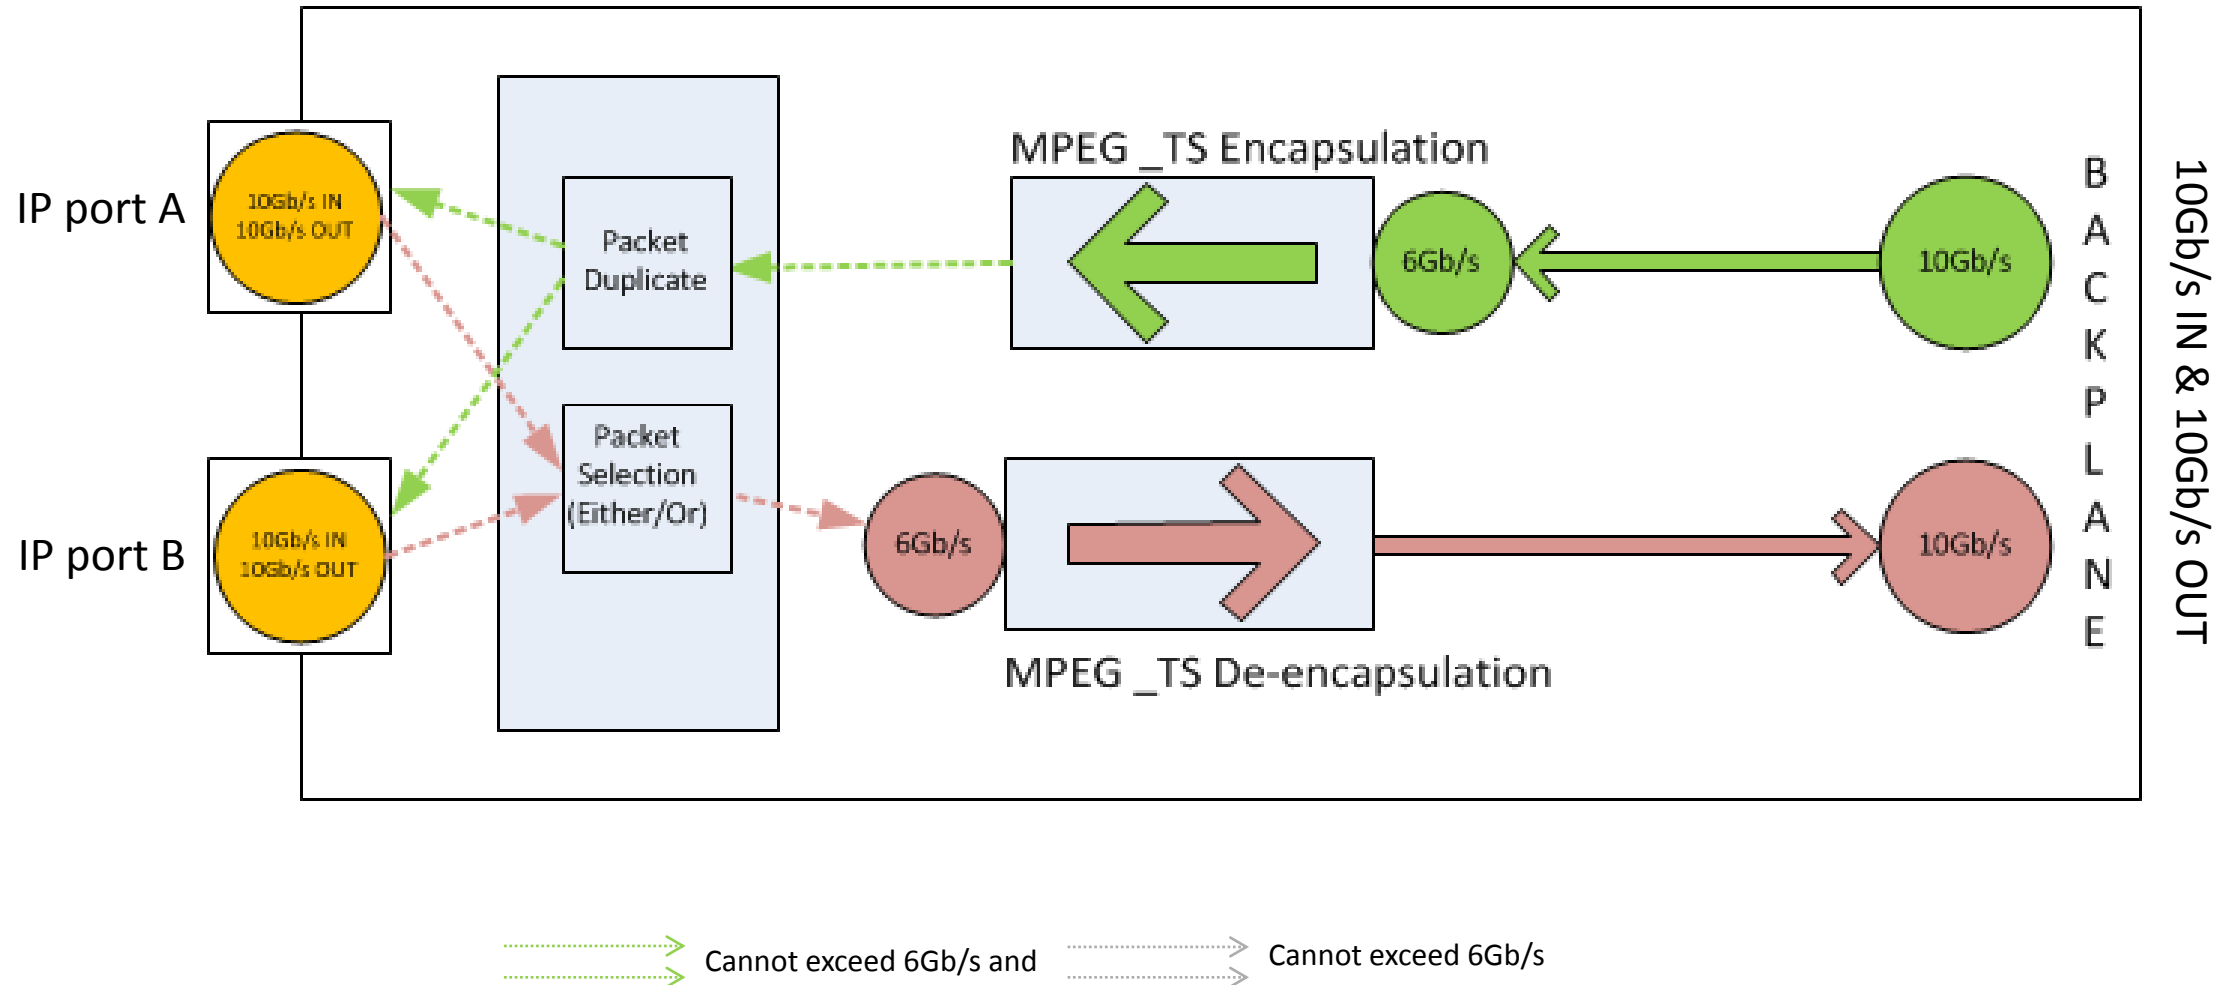 MPEG _TS Encapsulation
IP port A
10Gb/s IN
10Gb/s OUT
Packet
Duplicate
6Gb/s
10Gb/s
Packet
Selection
(Either/Or)
IP port B
10Gb/s IN
10Gb/s OUT
6Gb/s
10Gb/s
MPEG _TS De-encapsulation
B
A
C
K
P
L
A
N
E
10Gb/s IN & 10Gb/s OUT
Cannot exceed 6Gb/s and
Cannot exceed 6Gb/s